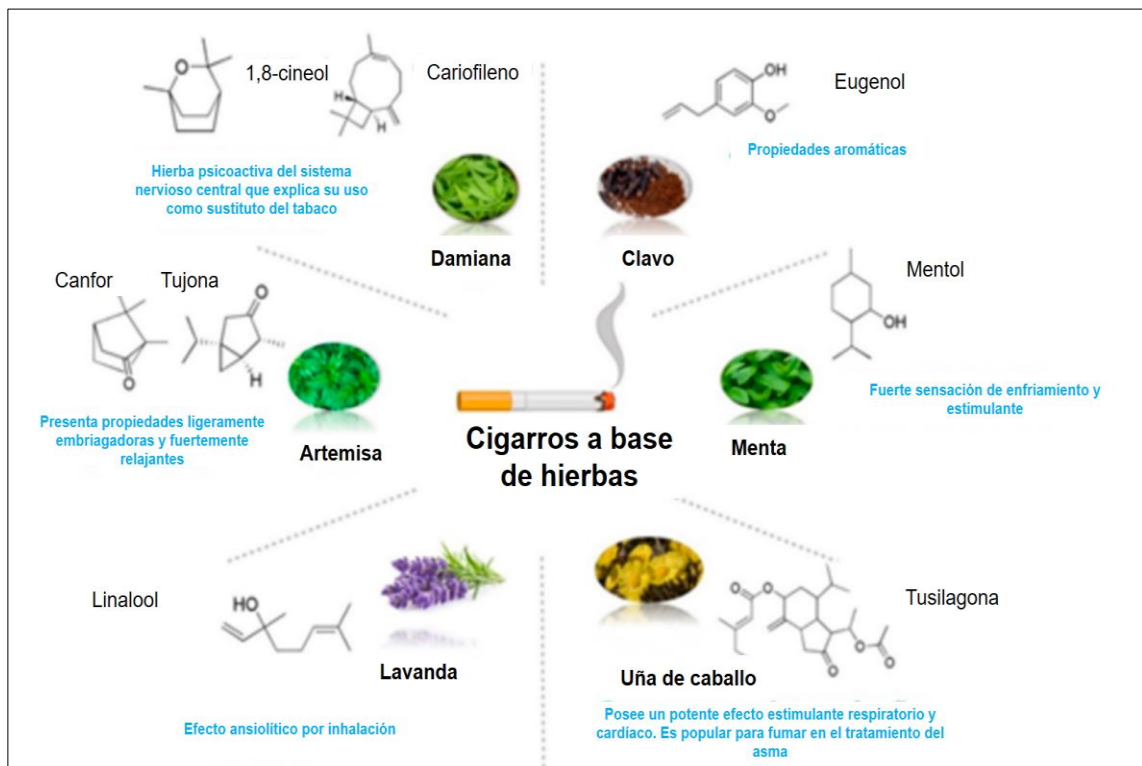 1,8-cineol
Cariofileno
O
H
H
Hierba psicoactiva del sistema
nervioso central que explica su uso
como sustituto del tabaco
Damiana
Eugenol
OH
O
Propiedades aromáticas
Clavo
Canfor
Tujona
O
O
H
Presenta propiedades ligeramente
embriagadoras y fuertemente
relajantes
Artemisa
Cigarros a base
de hierbas
Mentol
OH
Fuerte sensación de enfriamiento y
estimulante
Menta
Linalool
HO
Lavanda
Efecto ansiolítico por inhalación
Tusilagona
O
O
O
O
O
Uña de caballo
Posee un potente efecto estimulante respiratorio y
cardíaco. Es popular para fumar en el tratamiento del
asma